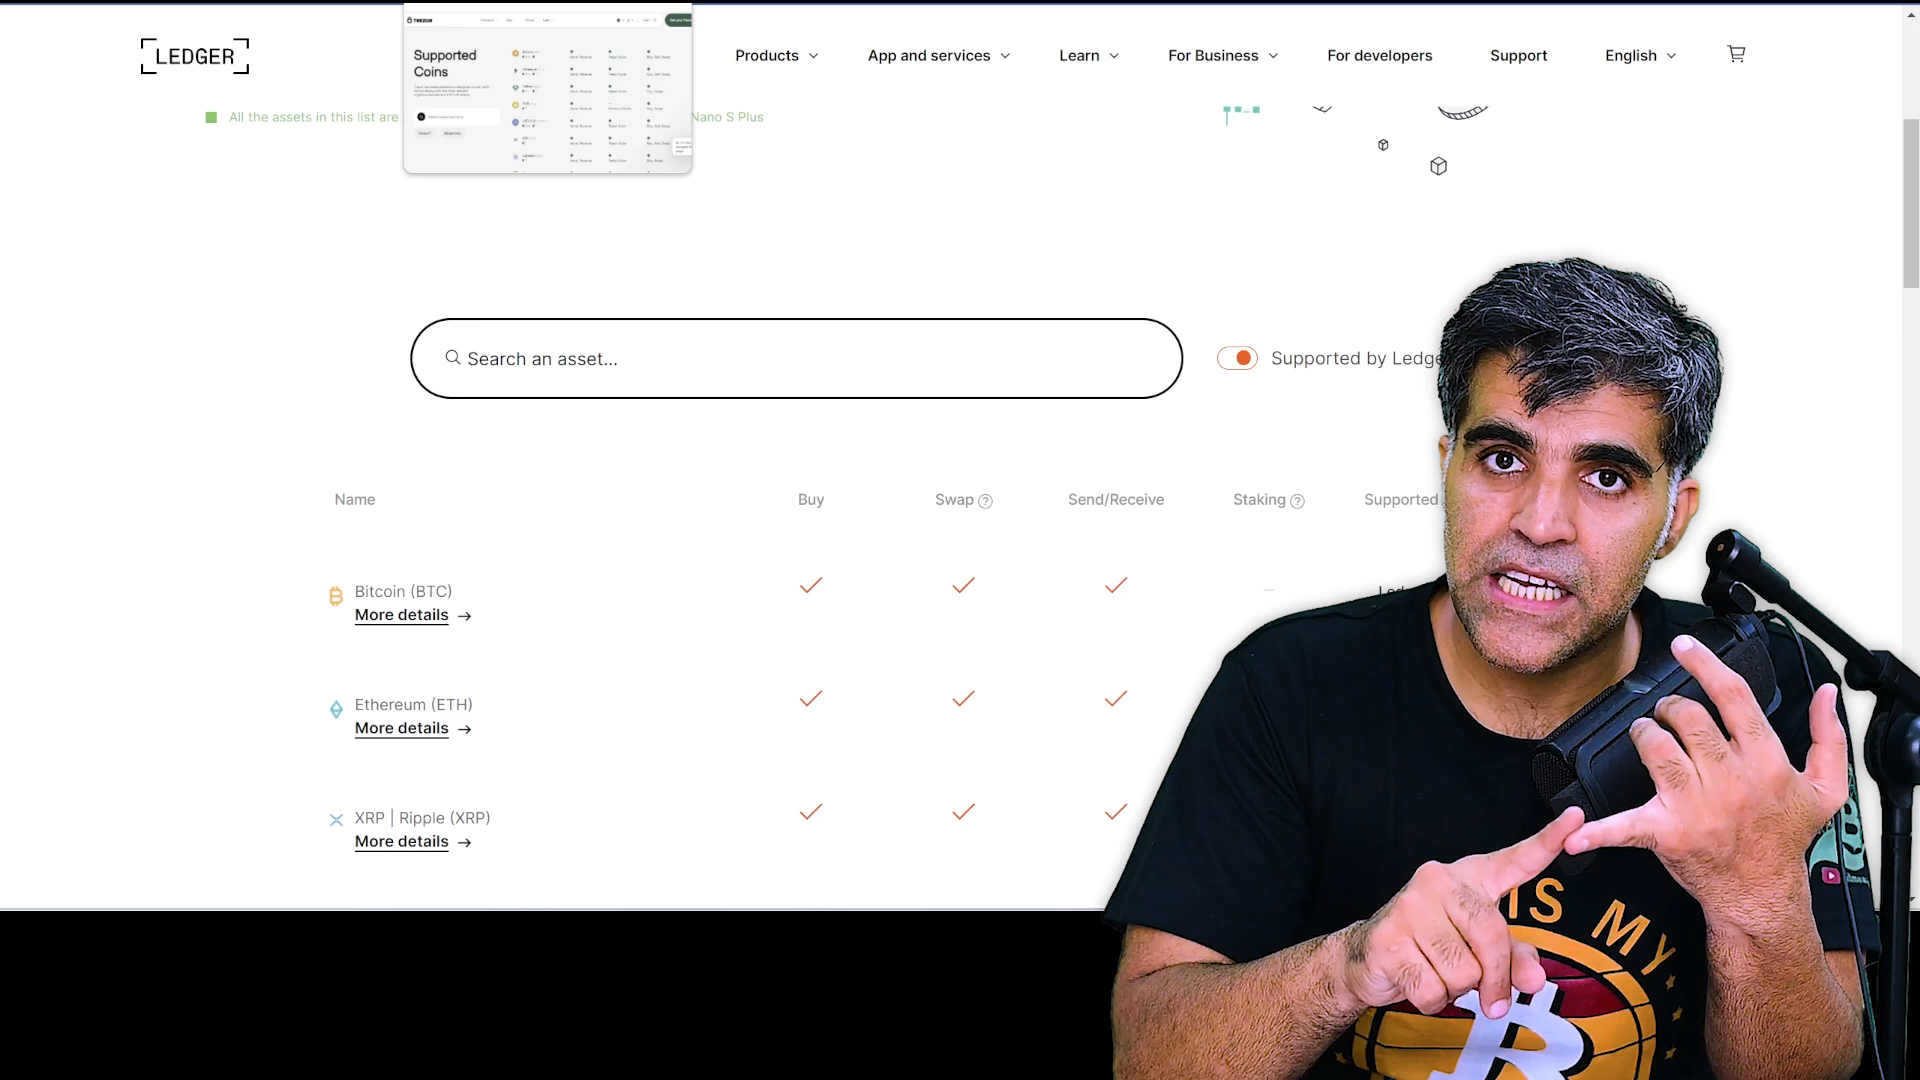 LEDGER
Products
App and services
Learn
For Business
For developers
Support
English
TREZOR
Supported
Coins
All the assets in this list are
Nano S Plus
Search an asset...
Supported by Ledge
Name
Buy
Swap
Send/Receive
Staking
Supported
Bitcoin (BTC)
More details →
Ethereum (ETH)
More details →
XRP | Ripple (XRP)
More details →
IS MY